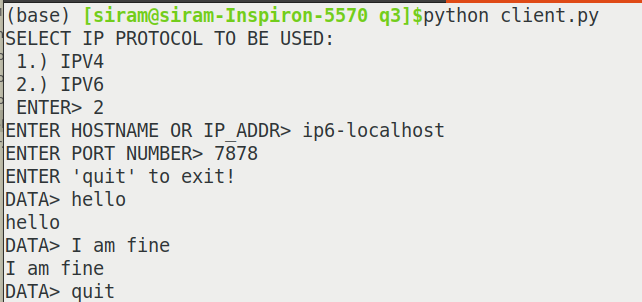 (base) [siram@siram-Inspiron-5570 q3]$python client.py
SELECT IP PROTOCOL TO BE USED:
1.) IPV4
2.) IPV6
ENTER> 2
ENTER HOSTNAME OR IP_ADDR> ip6-localhost
ENTER PORT NUMBER> 7878
ENTER 'quit' to exit!
DATA> hello
hello
DATA> I am fine
I am fine
DATA> quit